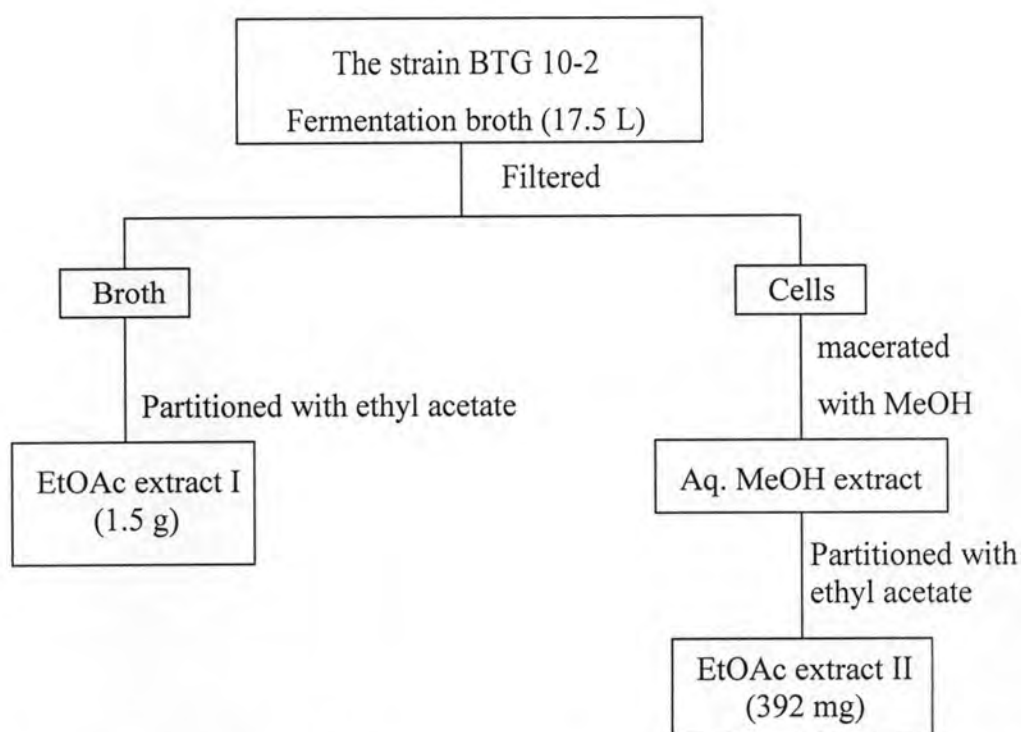 The strain BTG 10-2
Fermentation broth (17.5 L)
Filtered
Broth
Cells
macerated
with MeOH
Partitioned with ethyl acetate
EtOAc extract I
(1.5 g)
Aq. MeOH extract
Partitioned with
ethyl acetate
EtOAc extract II
(392 mg)